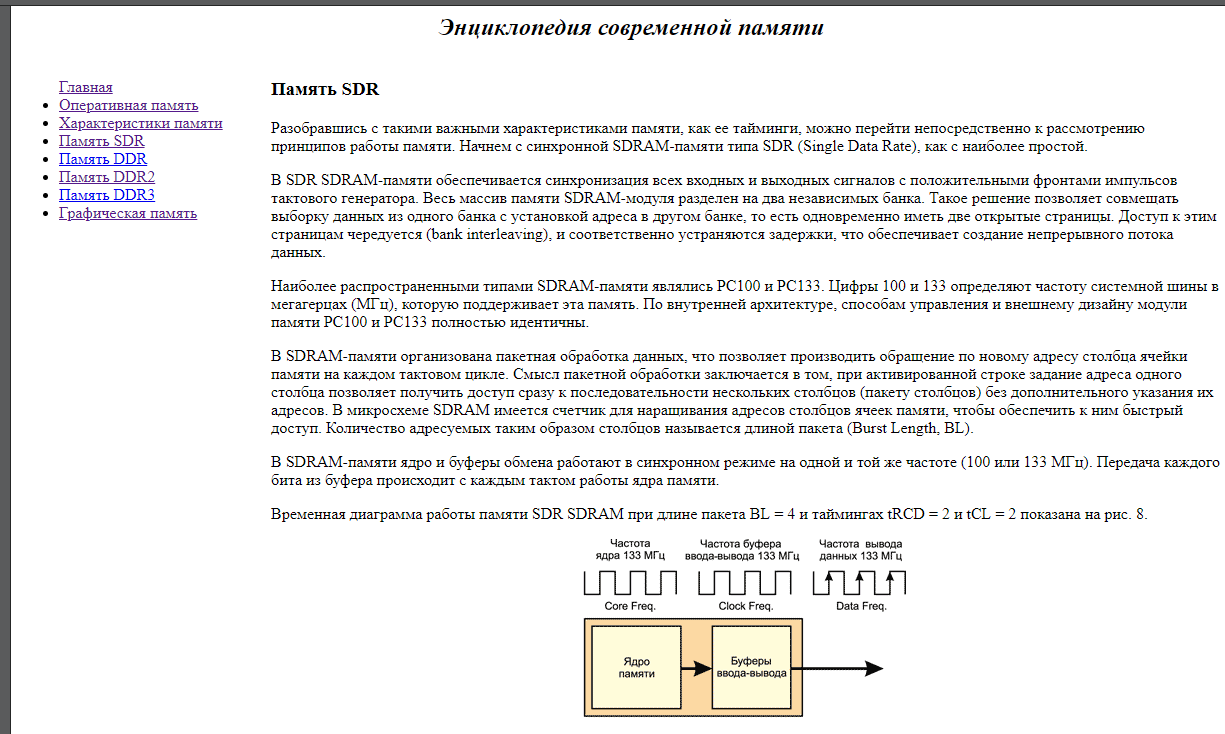 Энциклопедия современной памяти
Главная
Оперативная память
Характеристики памяти
Память SDR
Память DDR
Память DDR2
Память DDR3
Графическая память
Память SDR
Разобравшись с такими важными характеристиками памяти, как ее тайминги, можно перейти непосредственно к рассмотрению
принципов работы памяти. Начнем с синхронной SDRAM-памяти типа SDR (Single Data Rate), как с наиболее простой.
В SDR SDRAM-памяти обеспечивается синхронизация всех входных и выходных сигналов с положительными фронтами импульсов
тактового генератора. Весь массив памяти SDRAM-модуля разделен на два независимых банка. Такое решение позволяет совмещать
выборку данных из одного банка с установкой адреса в другом банке, то есть одновременно иметь две открытые страницы. Доступ к этим
страницам чередуется (bank interleaving), и соответственно устраняются задержки, что обеспечивает создание непрерывного потока
данных.
Наиболее распространенными типами SDRAM-памяти являлись PC100 и PC133. Цифры 100 и 133 определяют частоту системной шины в
мегагерцах (МГц), которую поддерживает эта память. По внутренней архитектуре, способам управления и внешнему дизайну модули
памяти PC100 и PC133 полностью идентичны.
В SDRAM-памяти организована пакетная обработка данных, что позволяет производить обращение по новому адресу столбца ячейки
памяти на каждом тактовом цикле. Смысл пакетной обработки заключается в том, при активированной строке задание адреса одного
столбца позволяет получить доступ сразу к последовательности нескольких столбцов (пакету столбцов) без дополнительного указания их
адресов. В микросхеме SDRAM имеется счетчик для наращивания адресов столбцов ячеек памяти, чтобы обеспечить к ним быстрый
доступ. Количество адресуемых таким образом столбцов называется длиной пакета (Burst Length, BL).
В SDRAM-памяти ядро и буферы обмена работают в синхронном режиме на одной и той же частоте (100 или 133 МГц). Передача каждого
бита из буфера происходит с каждым тактом работы ядра памяти.
Временная диаграмма работы памяти SDR SDRAM при длине пакета BL = 4 и таймингах tRCD = 2 и tCL = 2 показана на рис. 8.
Частота
ядра 133 МГц
Частота буфера
ввода-вывода 133 МГц
Частота вывода
данных 133 МГц
Core Freq.
Clock Freq.
Data Freq.
Ядро
памяти
Буферы
ввода-вывода